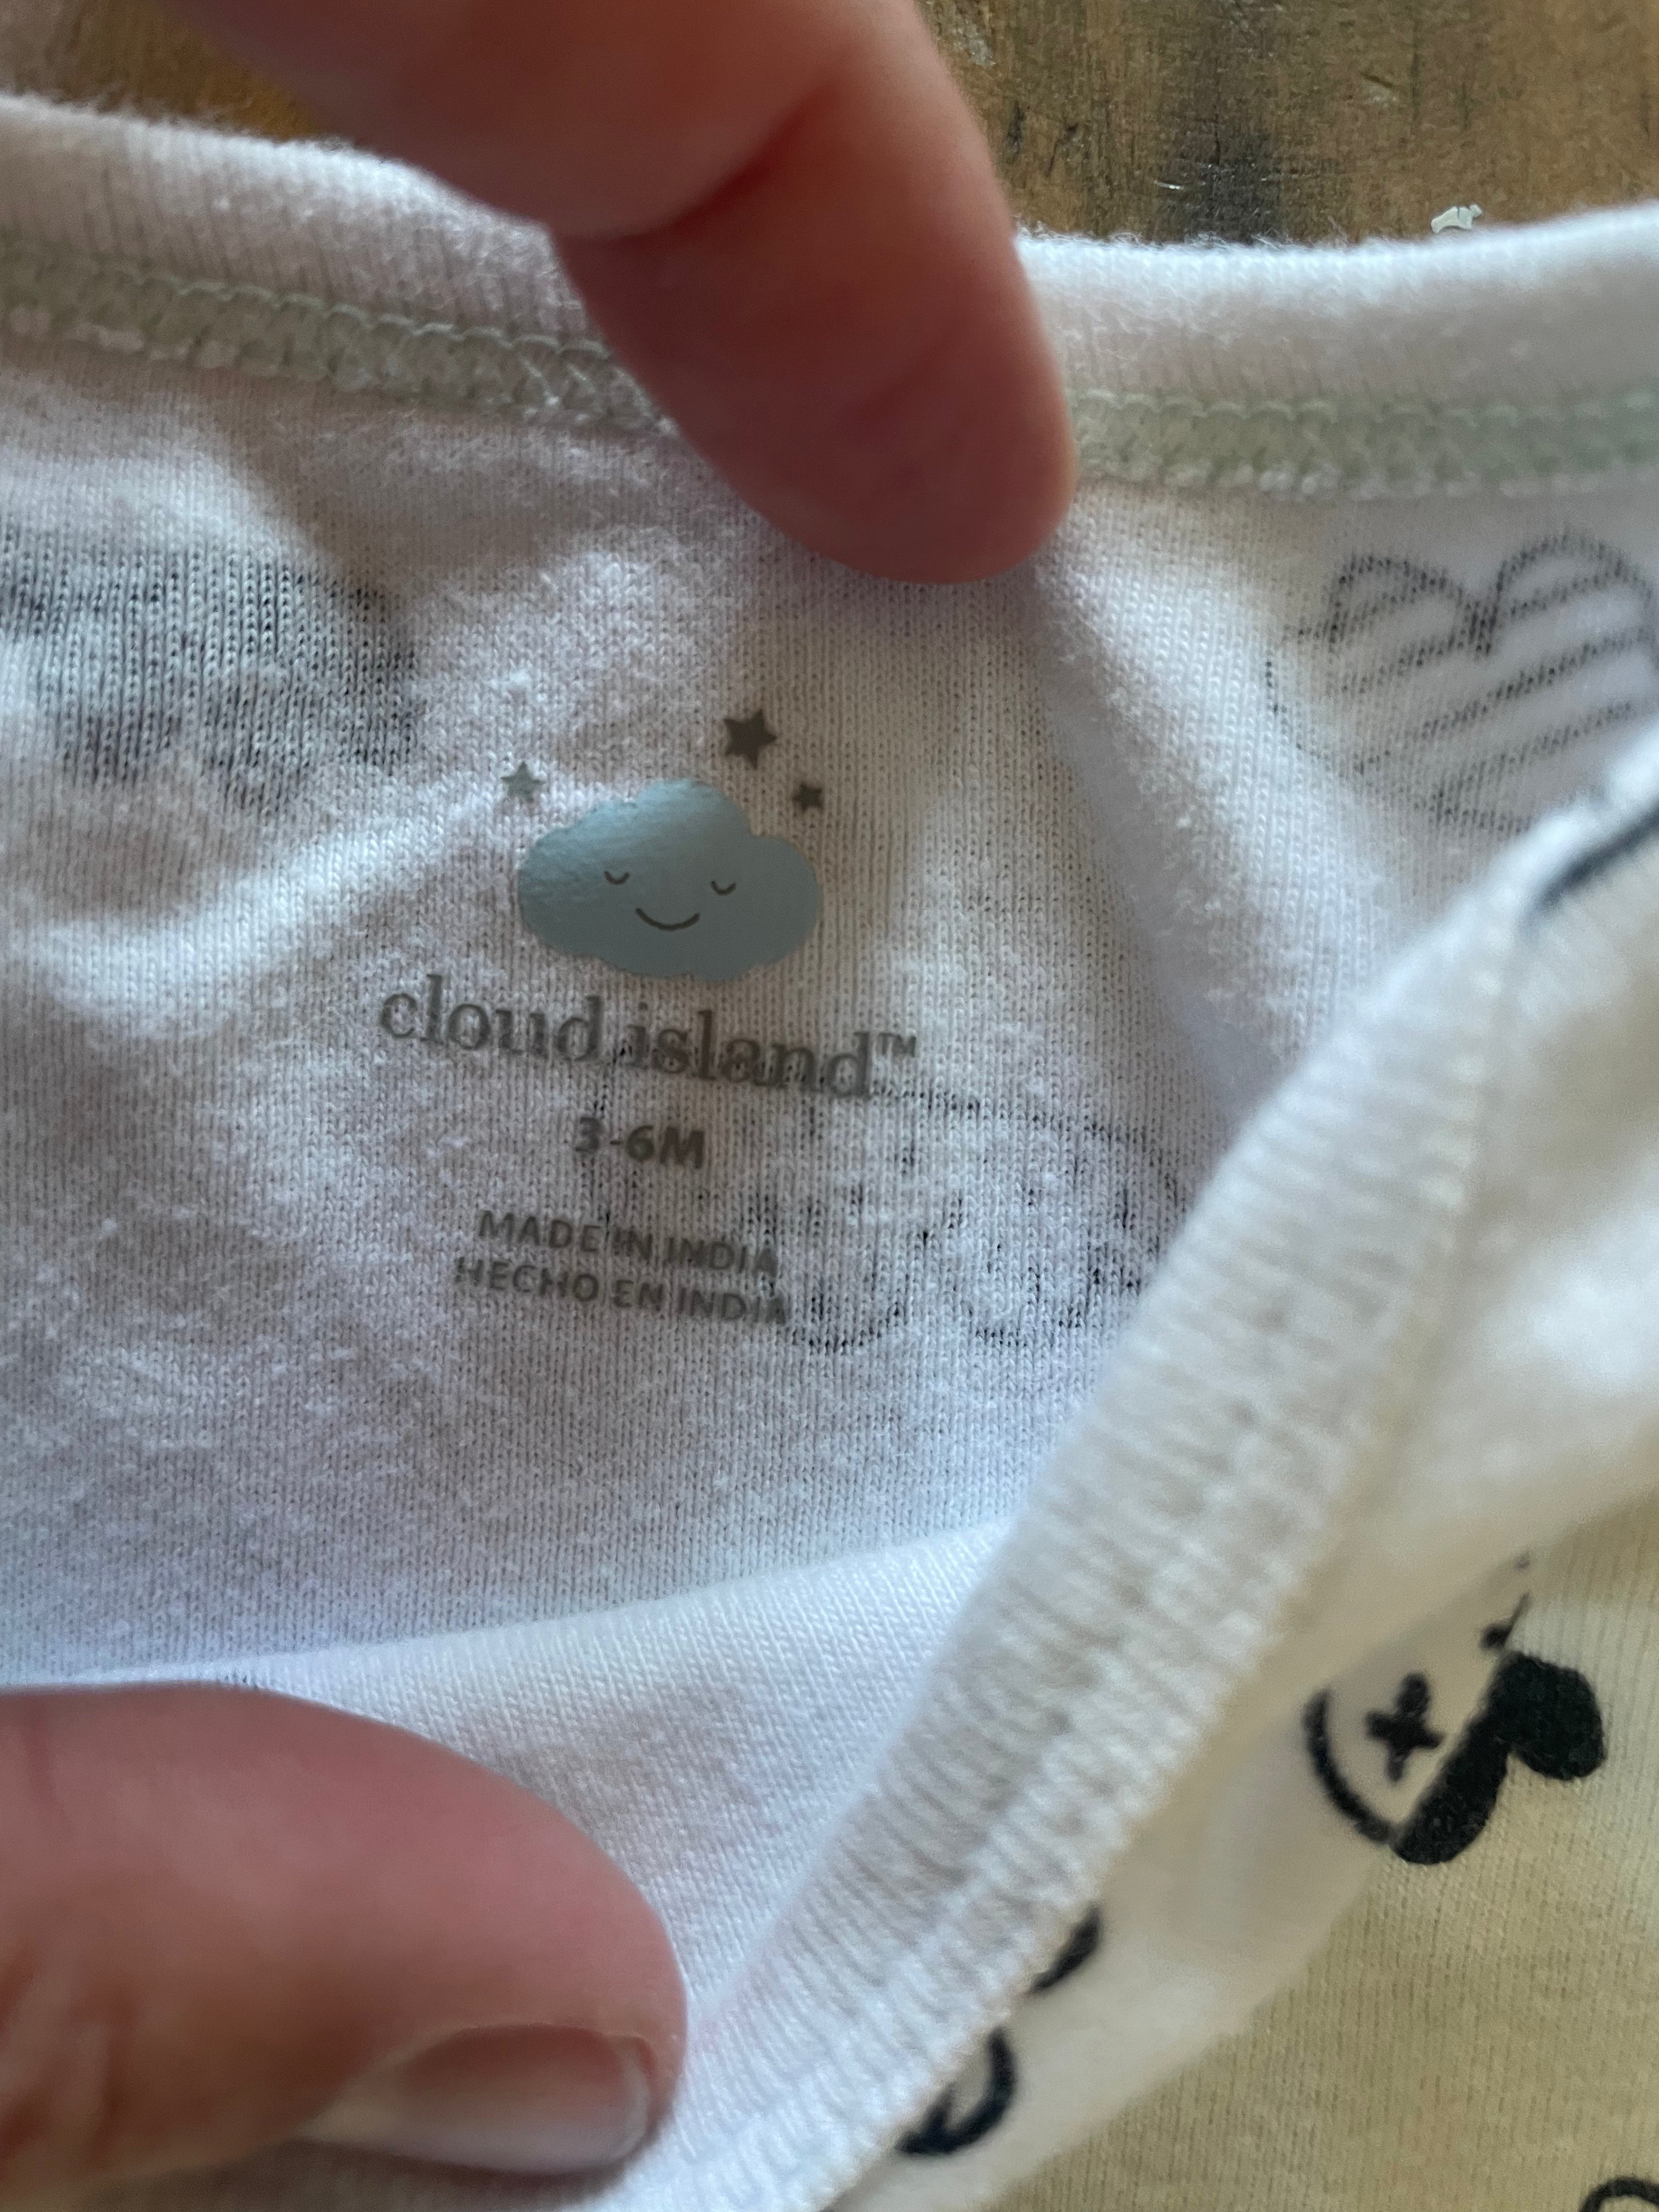 cloud island™
3-6M
MADE IN INDIA
HECHO EN INDIA